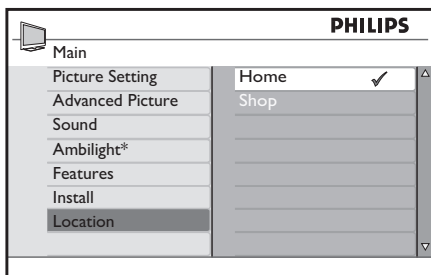 PHILIPS
Main
Picture Setting
Advanced Picture
Sound
Ambilight*
Features
Install
Location
Home ✓
Shop